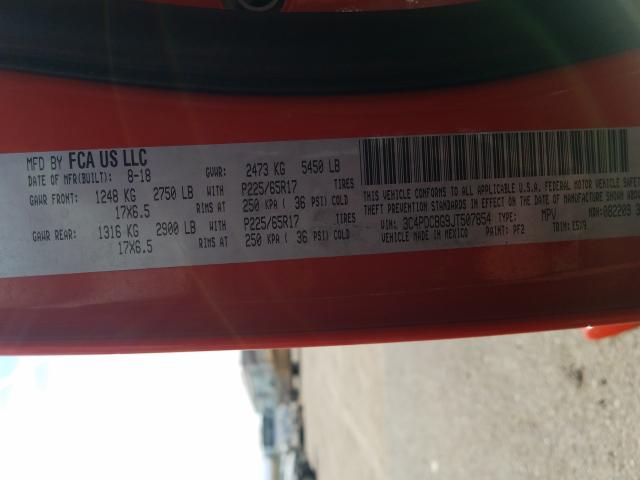 MFD BY FCA US LLC
DATE OF MFR(BUILT): 8-18 GVWR: 2473 KG 5450 LB
GAWR FRONT: 1248 KG 2750 LB WITH P225/65R17 TIRES
17X6.5 RIMS AT 250 KPA ( 36 PSI) COLD
GAWR REAR: 1316 KG 2900 LB WITH P225/65R17 TIRES
17X6.5 RIMS AT 250 KPA ( 36 PSI) COLD
THIS VEHICLE CONFORMS TO ALL APPLICABLE U.S.A. FEDERAL MOTOR VEHICLE SAFETY,
THEFT PREVENTION STANDARDS IN EFFECT ON THE DATE OF MANUFACTURE SHOWN ABOVE
VIN: 3C4PDCBG9JT507854 TYPE: MPV MDH: 082209
VEHICLE MADE IN MEXICO PAINT: PF2 TRIM: E5X9